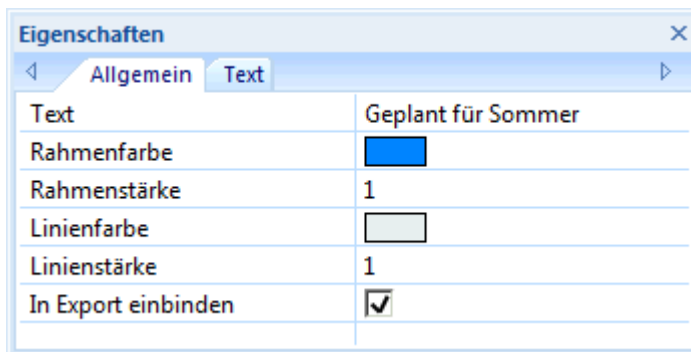 Eigenschaften
Allgemein Text
Text Geplant für Sommer
Rahmenfarbe
Rahmenstärke 1
Linienfarbe
Linienstärke 1
In Export einbinden